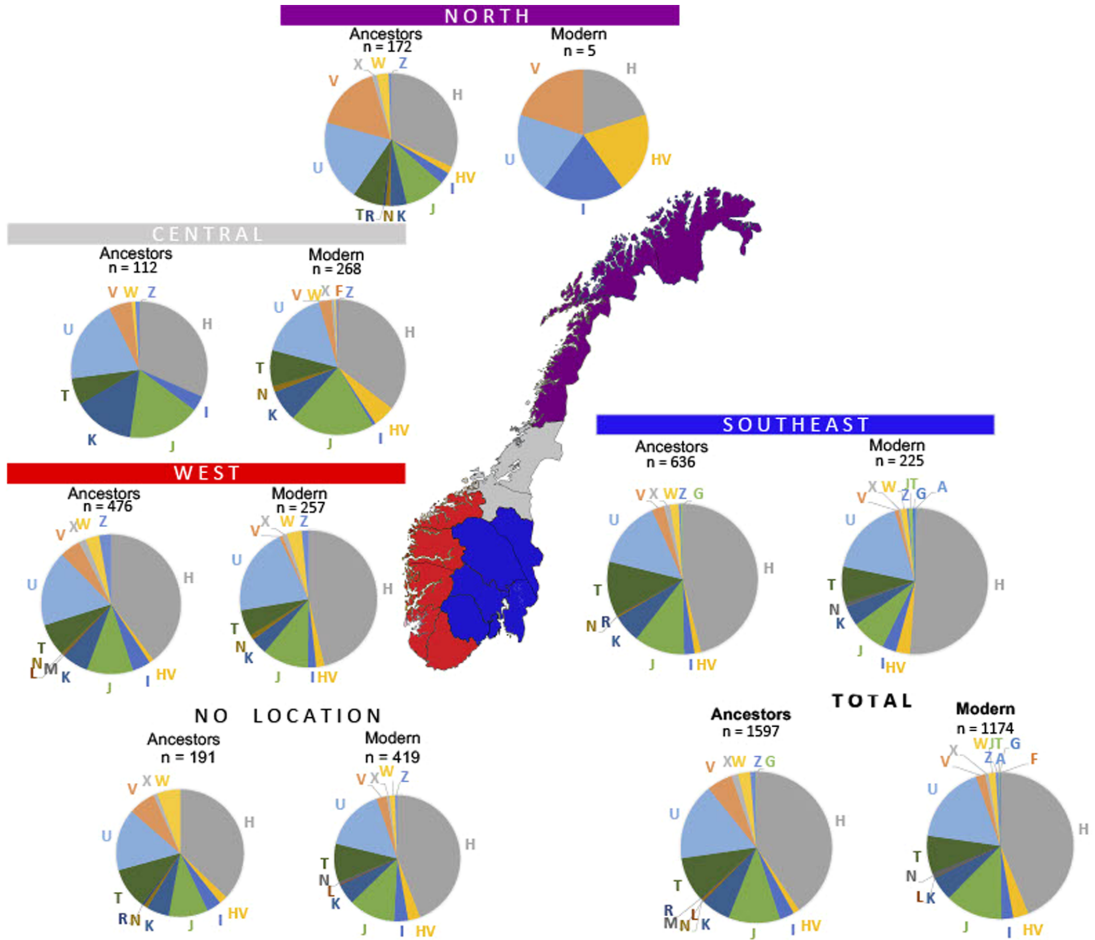 NORTH
Ancestors
n = 172
X W Z
V
H
U
HV
I
T R N K J
Modern
n = 5
V
H
U
HV
I
CENTRAL
Ancestors
n = 112
V W Z
U
H
T
I
K
J
Modern
n = 268
V W X F Z
U
H
T
N
K
HV
I
J
SOUTHEAST
Ancestors
n = 636
V X W Z G
U
H
T
N R
K
J
I HV
Modern
n = 225
JT
X W Z G A
V
U
H
T
N
K
J
I HV
WEST
Ancestors
n = 476
V X W Z
U
H
T
N
L M K
J
I HV
Modern
n = 257
X W Z
V
U
H
T
N
K
J
I HV
NO LOCATION
Ancestors
n = 191
V X W
U
H
T
R N K J
I HV
Modern
n = 419
W
V X Z
U
H
T
N
L
K
J
I HV
TOTAL
Ancestors
n = 1597
V X W Z G
U
H
T
R
M N L K
J
I HV
Modern
n = 1174
W JT G
X Z A
V F
U
H
T
N
L K
J
I HV